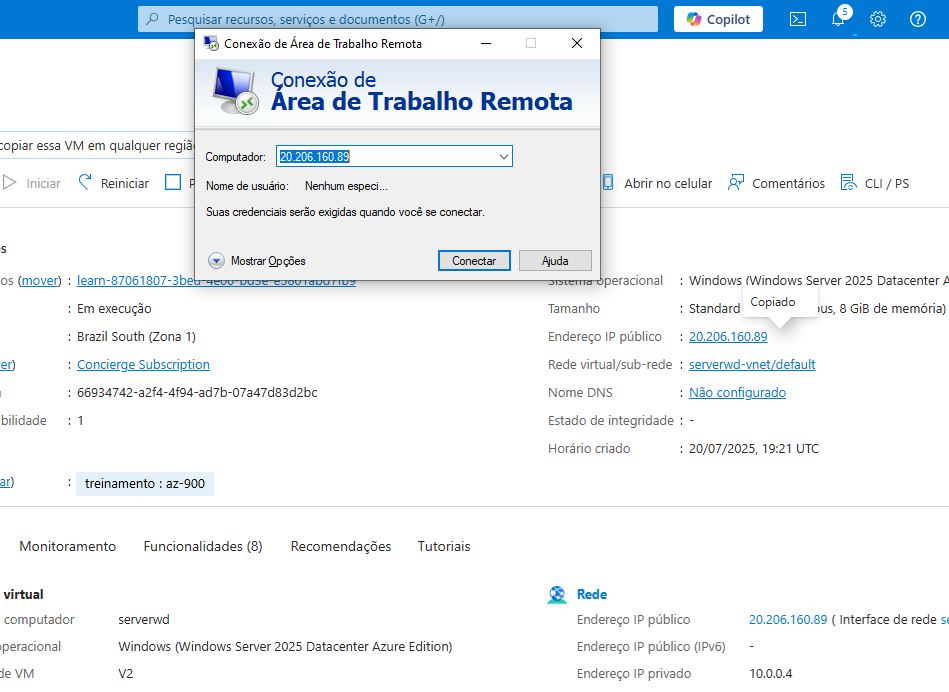 Pesquisar recursos, serviços e documentos (G+/)
Copilot
5
Conexão de Área de Trabalho Remota
Conexão de
Área de Trabalho Remota
Computador: 20.206.160.89
Nome de usuário: Nenhum especi...
Suas credenciais serão exigidas quando você se conectar.
Mostrar Opções
Conectar
Ajuda
copiar essa VM em qualquer regiã
Iniciar
Reiniciar
P
Abrir no celular
Comentários
CLI / PS
os
os (mover) :
Em execução
: Brazil South (Zona 1)
er) : Concierge Subscription
: 66934742-a2f4-4f94-ad7b-07a47d83d2bc
bilidade : 1
ar) : treinamento : az-900
Sistema operacional : Windows (Windows Server 2025 Datacenter A
Tamanho : Standard bus, 8 GiB de memória)
Copiado
Endereço IP público : 20.206.160.89
Rede virtual/sub-rede : serverwd-vnet/default
Nome DNS : Não configurado
Estado de integridade : -
Horário criado : 20/07/2025, 19:21 UTC
Monitoramento
Funcionalidades (8)
Recomendações
Tutoriais
virtual
computador serverwd
operacional Windows (Windows Server 2025 Datacenter Azure Edition)
de VM V2
Rede
Endereço IP público 20.206.160.89 ( Interface de rede se
Endereço IP público (IPv6) -
Endereço IP privado 10.0.0.4